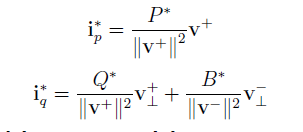 i*_p = P* / ‖v⁺‖² v⁺
i*_q = Q* / ‖v⁺‖² v⁺_⊥ + B* / ‖v⁻‖² v⁻_⊥